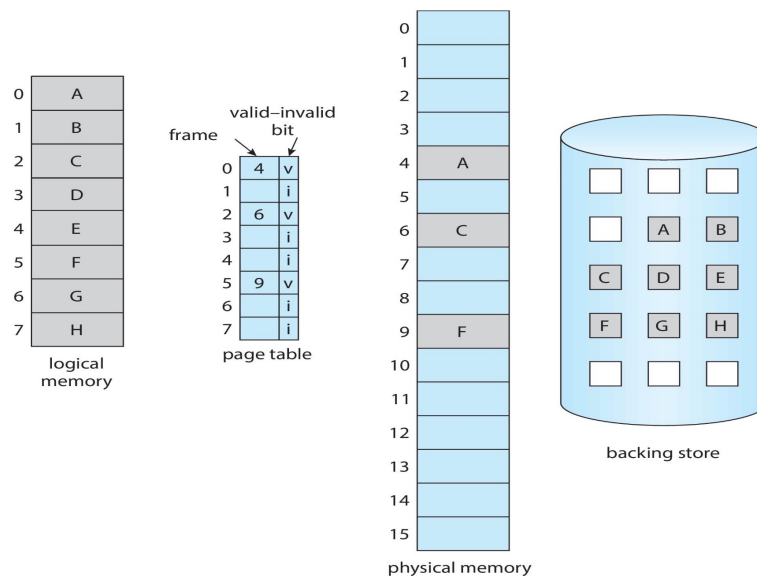 0 A
1 B
2 C
3 D
4 E
5 F
6 G
7 H
logical
memory
valid–invalid
bit
frame
0 4 v
1 i
2 6 v
3 i
4 i
5 9 v
6 i
7 i
page table
0
1
2
3
4 A
5
6 C
7
8
9 F
10
11
12
13
14
15
physical memory
A B
C D E
F G H
backing store